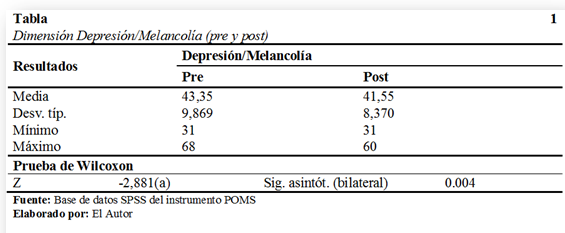 Tabla 1
Dimensión Depresión/Melancolía (pre y post)
Resultados Depresión/Melancolía
Pre Post
Media 43,35 41,55
Desv. típ. 9,869 8,370
Mínimo 31 31
Máximo 68 60
Prueba de Wilcoxon
Z -2,881(a) Sig. asintót. (bilateral) 0.004
Fuente: Base de datos SPSS del instrumento POMS
Elaborado por: El Autor